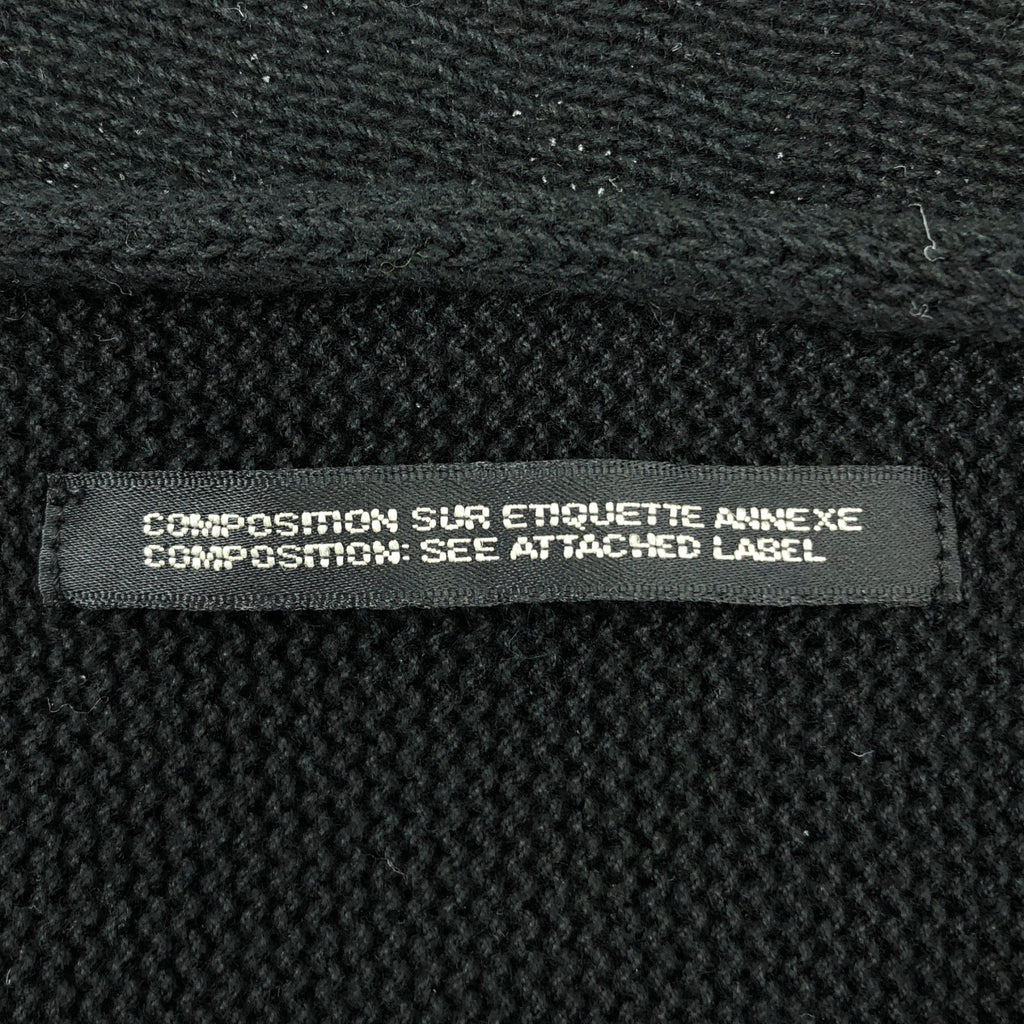 COMPOSITION SUR ETIQUETTE ANNEXE
COMPOSITION: SEE ATTACHED LABEL